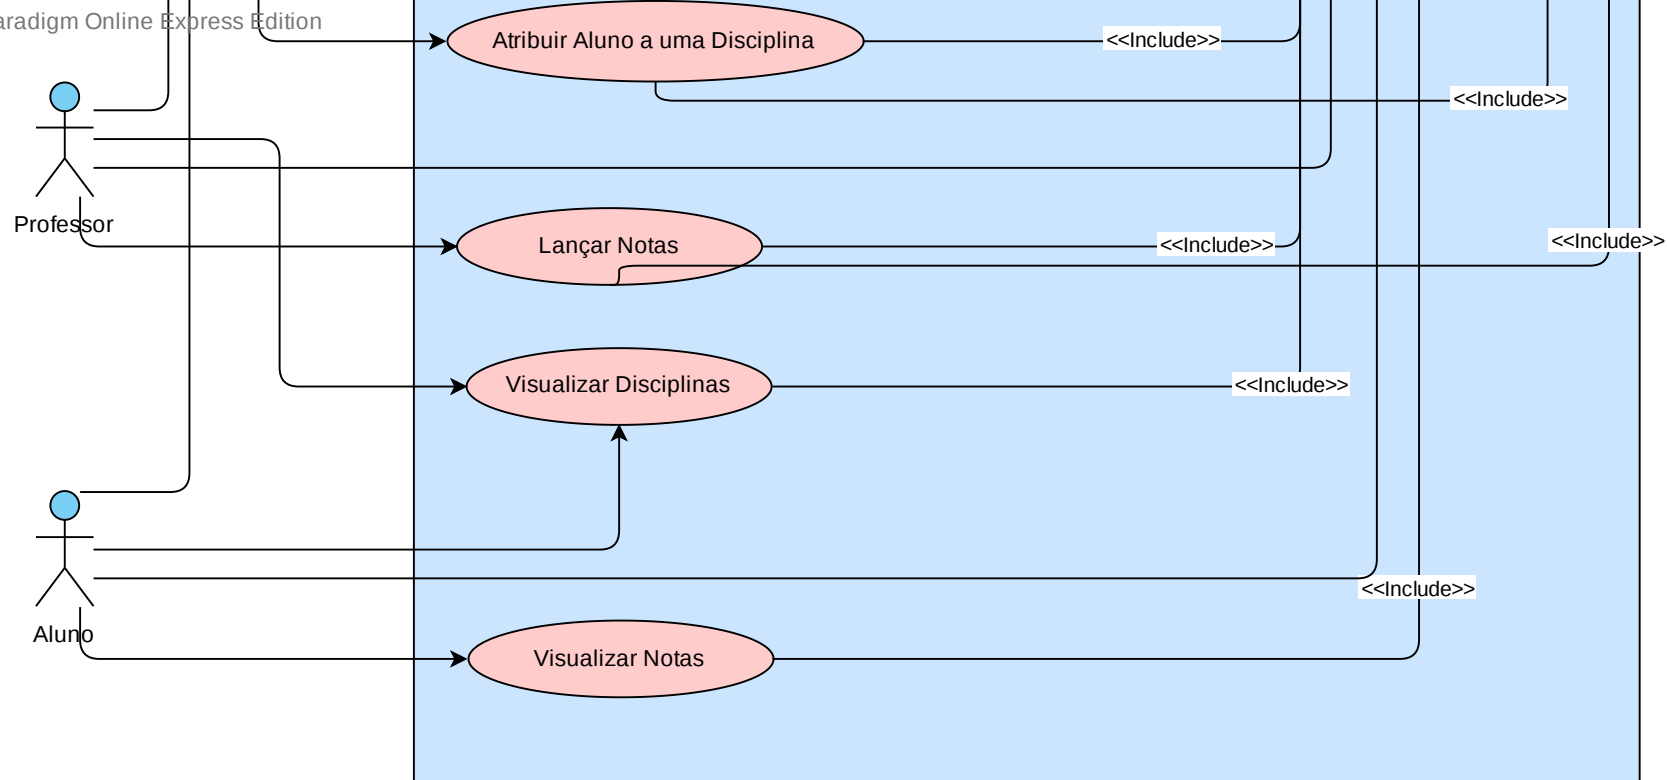 aradigm Online Express Edition
Atribuir Aluno a uma Disciplina
<<Include>>
<<Include>>
Professor
Lançar Notas
<<Include>>
<<Include>>
Visualizar Disciplinas
<<Include>>
<<Include>>
Aluno
Visualizar Notas